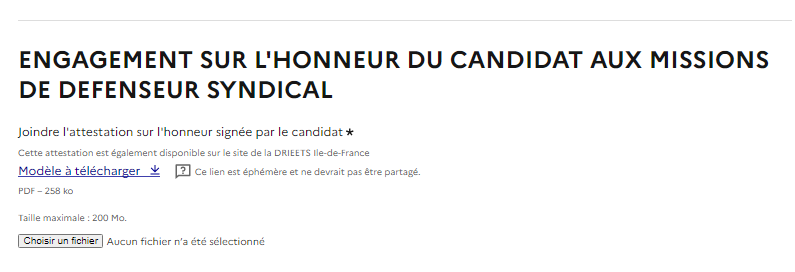 ENGAGEMENT SUR L'HONNEUR DU CANDIDAT AUX MISSIONS
DE DEFENSEUR SYNDICAL
Joindre l'attestation sur l'honneur signée par le candidat *
Cette attestation est également disponible sur le site de la DRIEETS Ile-de-France
Modèle à télécharger ? Ce lien est éphémère et ne devrait pas être partagé.
PDF – 258 ko
Taille maximale : 200 Mo.
Choisir un fichier Aucun fichier n'a été sélectionné